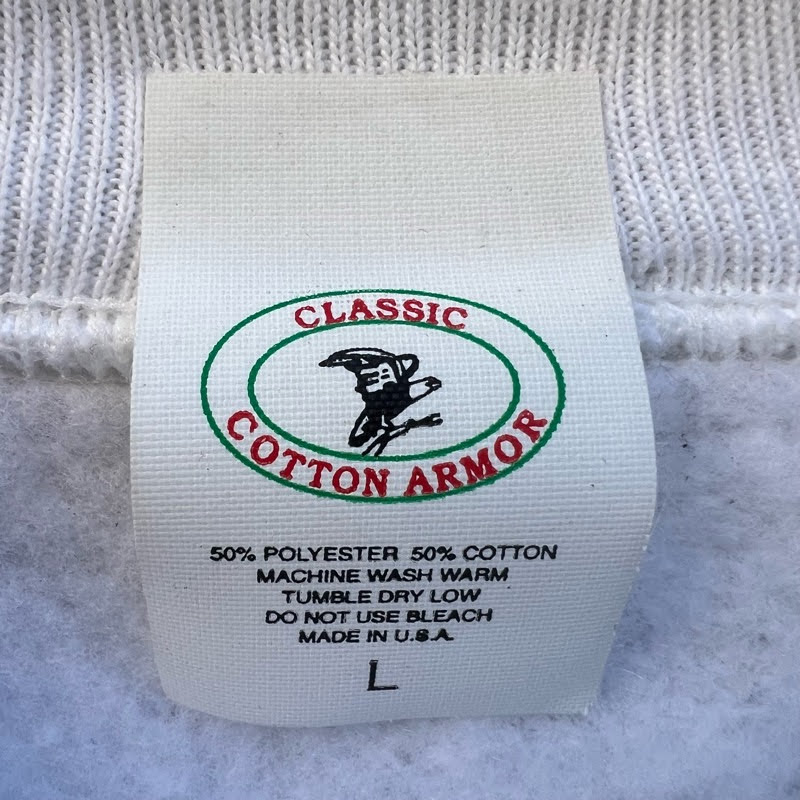 CLASSIC
COTTON ARMOR
50% POLYESTER 50% COTTON
MACHINE WASH WARM
TUMBLE DRY LOW
DO NOT USE BLEACH
MADE IN U.S.A.
L